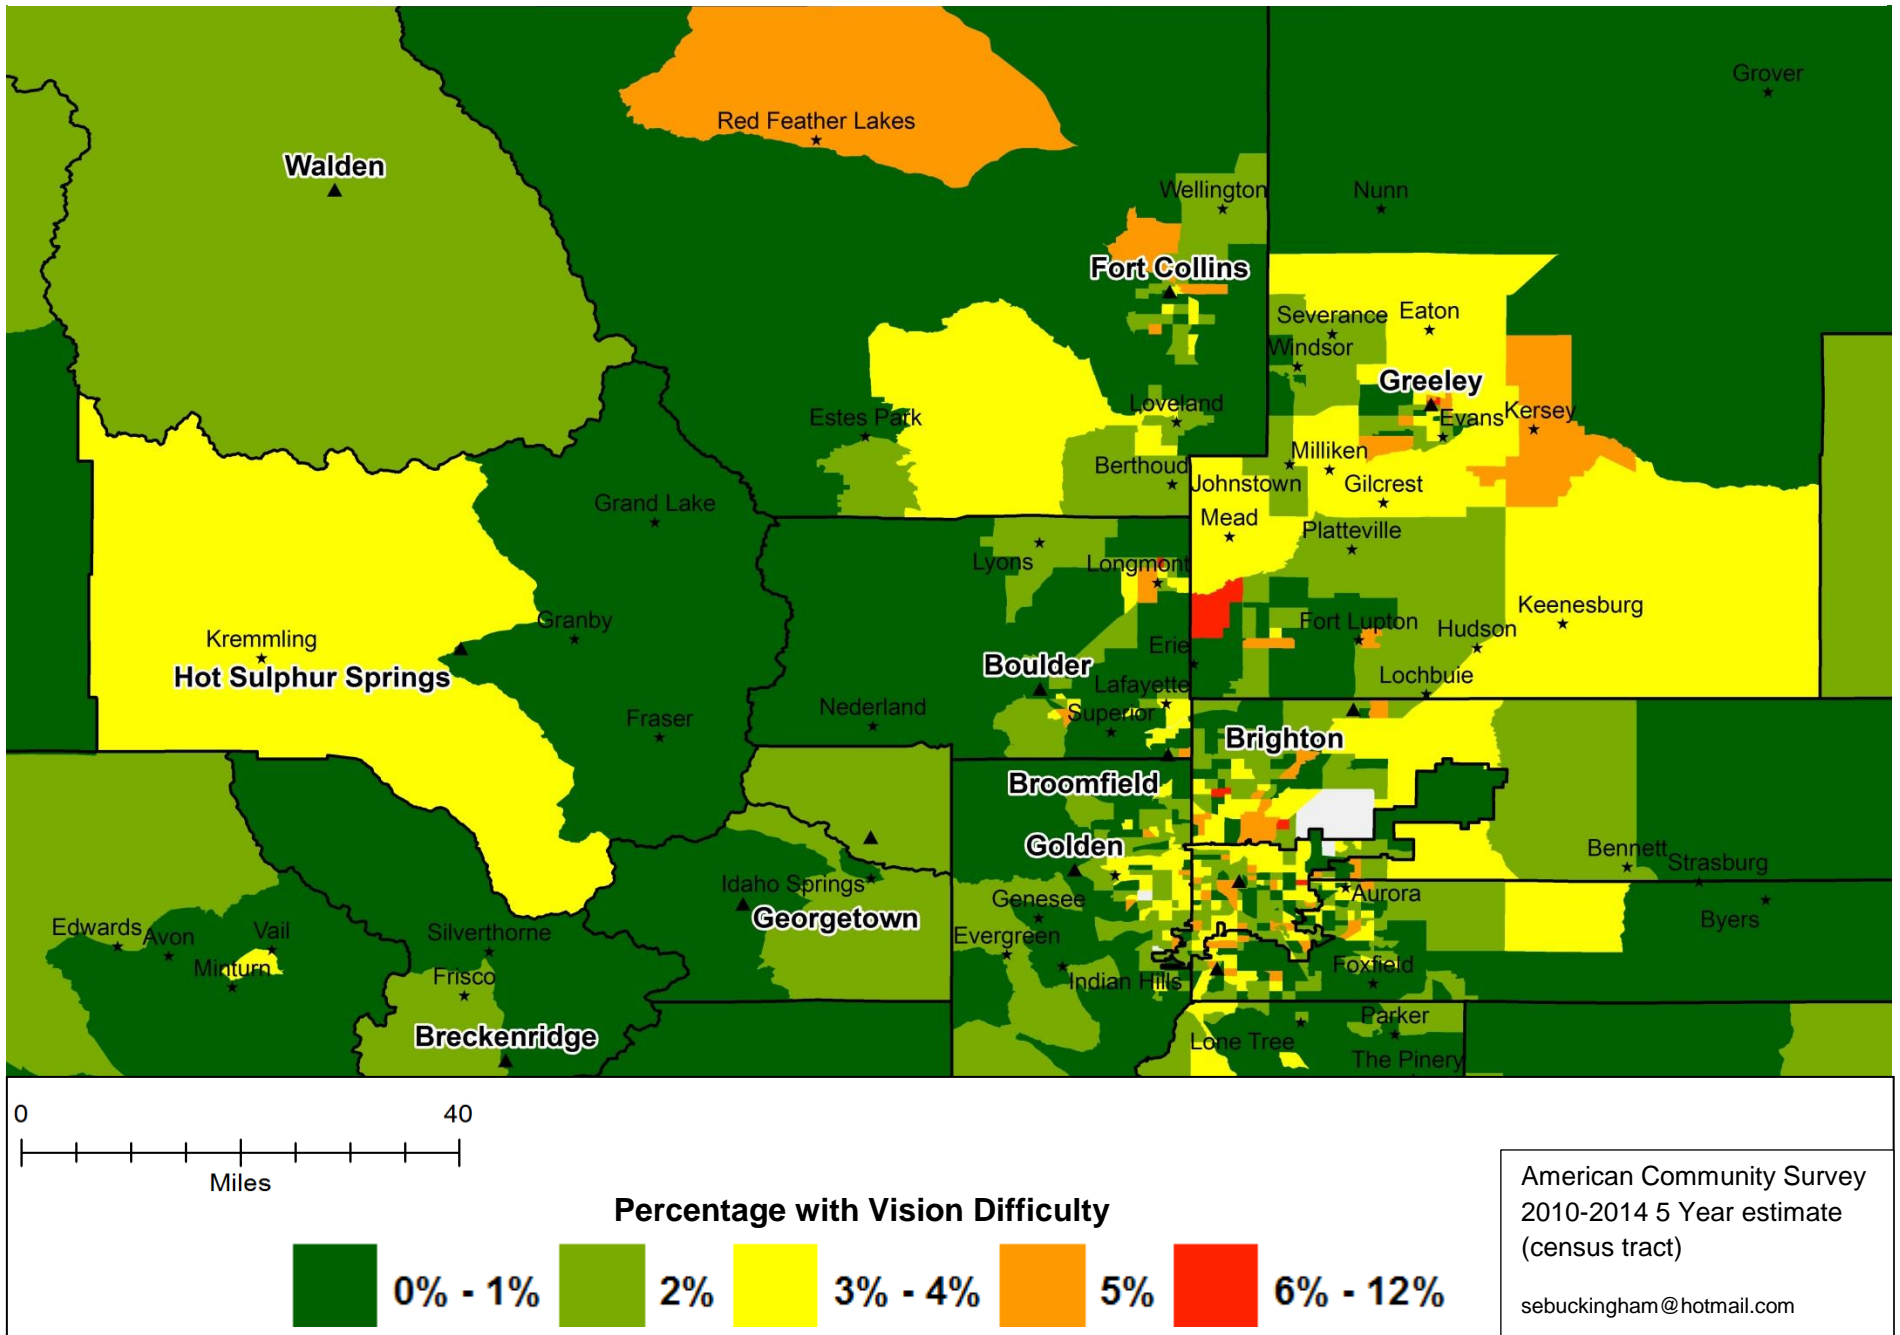 Grover
Red Feather Lakes
Walden
Wellington
Nunn
Fort Collins
Severance
Eaton
Windsor
Greeley
Estes Park
Loveland
Evans
Kersey
Berthoud
Milliken
Johnstown
Gilcrest
Grand Lake
Mead
Platteville
Lyons
Longmont
Keenesburg
Granby
Fort Lupton
Hudson
Kremmling
Erie
Hot Sulphur Springs
Boulder
Lafayette
Lochbuie
Fraser
Nederland
Superior
Brighton
Broomfield
Golden
Bennett
Strasburg
Idaho Springs
Genesee
Aurora
Georgetown
Byers
Edwards
Avon
Vail
Silverthorne
Evergreen
Minturn
Frisco
Indian Hills
Foxfield
Breckenridge
Parker
Lone Tree
The Pinery
0 40
Miles
Percentage with Vision Difficulty
0% - 1% 2% 3% - 4% 5% 6% - 12%
American Community Survey
2010-2014 5 Year estimate
(census tract)
sebuckingham@hotmail.com